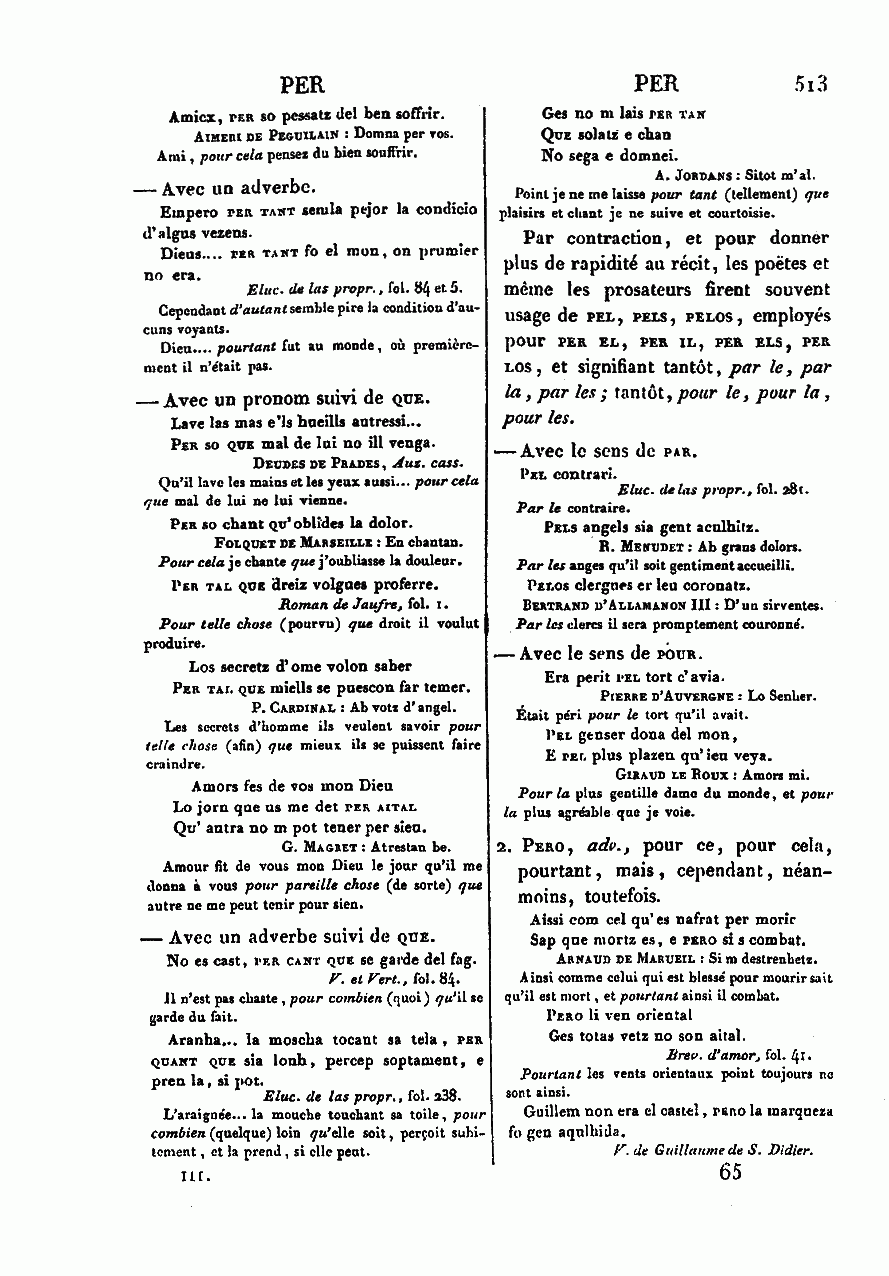 PER
Amicx, PER so pessatz del ben soffrir.
AIMERI DE PEGUILAIN : Domna per vos.
Ami, pour cela pensez du bien souffrir.
— Avec un adverbe.
Empero PER TANT semla pejor la condicio
d'algus vezens.
Dieus.... PER TANT fo el mon, on prumier
no era.
Eluc. de las propr., fol. 84 et 5.
Cependant d'autant semble pire la condition d'au-
cuns voyants.
Dieu.... pourtant fut au monde, où première-
ment il n'était pas.
— Avec un pronom suivi de QUE.
Lave las mas e'ls hueills autressi...
PER so QUE mal de lui no ill venga.
DEUDES DE PRADES, Aus. cass.
Qu'il lave les mains et les yeux aussi... pour cela
que mal de lui ne lui vienne.
PER so chant QU'oblides la dolor.
FOLQUET DE MARSEILLE : En chantan.
Pour cela je chante que j'oubliasse la douleur.
PER TAL QUE dreiz volgues proferre.
Roman de Jaufre, fol. 1.
Pour telle chose (pourvu) que droit il voulut
produire.
Los secretz d'ome volon saber
PER TAL QUE miells se puescon far temer.
P. CARDINAL : Ab votz d'angel.
Les secrets d'homme ils veulent savoir pour
telle chose (afin) que mieux ils se puissent faire
craindre.
Amors fes de vos mon Dieu
Lo jorn que us me det PER AITAL
Qu' autra no m pot tener per sieu.
G. MAGRET : Atrestan be.
Amour fit de vous mon Dieu le jour qu'il me
donna à vous pour pareille chose (de sorte) que
autre ne me peut tenir pour sien.
— Avec un adverbe suivi de QUE.
No es cast, PER CANT QUE se garde del fag.
V. et Vert., fol. 84.
Il n'est pas chaste, pour combien (quoi) qu'il se
garde du fait.
Aranha... la moscha tocant sa tela, PER
QUANT QUE sia lonh, percep soptament, e
pren la, si pot.
Eluc. de las propr., fol. 238.
L'araignée... la mouche touchant sa toile, pour
combien (quelque) loin qu'elle soit, perçoit subi-
tement, et la prend, si elle peut.
III.
PER 513
Ges no m lais PER TAN
QUE solatz e chan
No sega e domnei.
A. JORDANS : Sitot m'al.
Point je ne me laisse pour tant (tellement) que
plaisirs et chant je ne suive et courtoisie.
Par contraction, et pour donner
plus de rapidité au récit, les poëtes et
même les prosateurs firent souvent
usage de PEL, PELS, PELOS, employés
pour PER EL, PER IL, PER ELS, PER
LOS, et signifiant tantôt, par le, par
la, par les; tantôt, pour le, pour la,
pour les.
— Avec le sens de PAR.
PEL contrari.
Eluc. de las propr., fol. 281.
Par le contraire.
PELS angels sia gent aculhitz.
R. MENUDET : Ab grans dolors.
Par les anges qu'il soit gentiment accueilli.
PELOS clergues er leu coronatz.
BERTRAND D'ALLAMANON III : D'un sirventes.
Par les clercs il sera promptement couronné.
— Avec le sens de POUR.
Era perit PEL tort c'avia.
PIERRE D'AUVERGNE : Lo Senher.
Était péri pour le tort qu'il avait.
PEL genser dona del mon,
E PEL plus plazen qu'ieu veya.
GIRAUD LE ROUX : Amors mi.
Pour la plus gentille dame du monde, et pour
la plus agréable que je voie.
2. PERO, adv., pour ce, pour cela,
pourtant, mais, cependant, néan-
moins, toutefois.
Aissi com cel qu'es nafrat per morir
Sap que mortz es, e PERO si s combat.
ARNAUD DE MARUEIL : Si m destrenhetz.
Ainsi comme celui qui est blessé pour mourir sait
qu'il est mort, et pourtant ainsi il combat.
PERO li ven oriental
Ges totas vetz no son aital.
Brev. d'amor, fol. 41.
Pourtant les vents orientaux point toujours ne
sont ainsi.
Guillem non era el castel, PERO la marqueza
fo gen aqulhida.
V. de Guillaume de S. Didier.
65